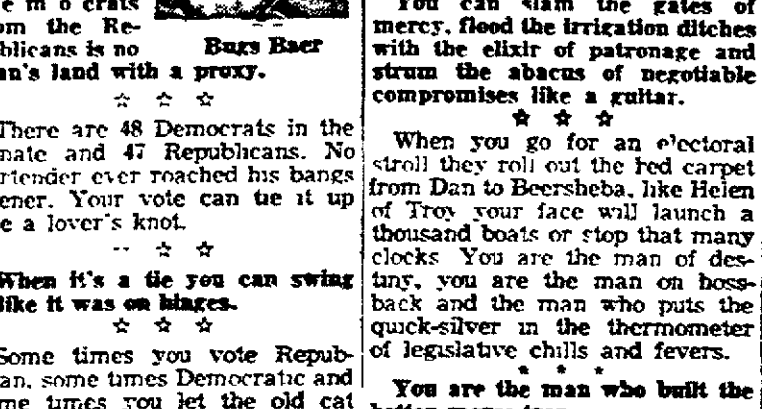 e m o crats
om the Re-
blicans is no
Bugs Baer
an's land with a proxy.
There are 48 Democrats in the
nate and 47 Republicans. No
rtender ever roached his bangs
ener. Your vote can tie it up
e a lover's knot.
When it's a tie you can swing
like it was on hinges.
Some times you vote Repub-
an, some times Democratic and
me times you let the old cat
You can slam the gates of
mercy, flood the irrigation ditches
with the elixir of patronage and
strum the abacus of negotiable
compromises like a guitar.
When you go for an electoral
stroll they roll out the red carpet
from Dan to Beersheba, like Helen
of Troy your face will launch a
thousand boats or stop that many
clocks You are the man of des-
tiny, you are the man on hoss-
back and the man who puts the
quick-silver in the thermometer
of legislative chills and fevers.
You are the man who built the